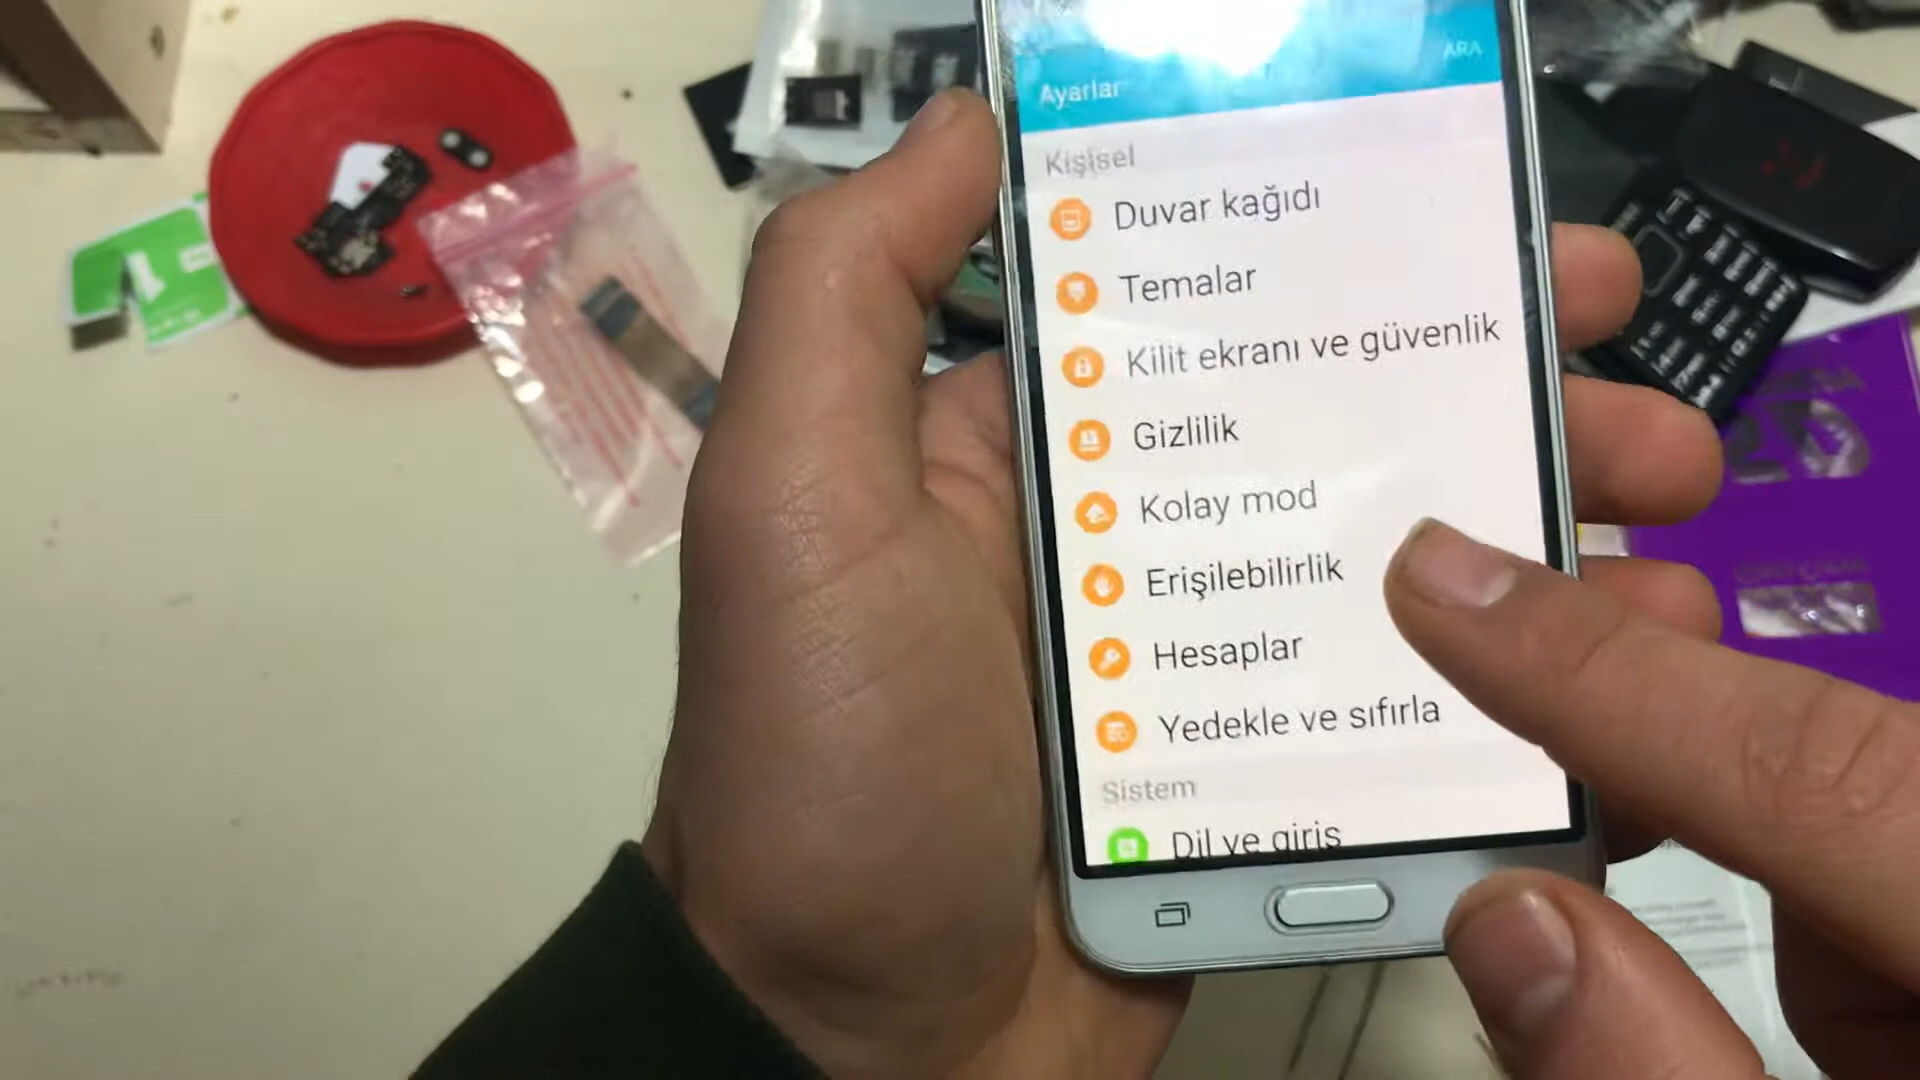 ARA
Ayarlar
Kişisel
Duvar kağıdı
Temalar
Kilit ekranı ve güvenlik
Gizlilik
Kolay mod
Erişilebilirlik
Hesaplar
Yedekle ve sıfırla
Sistem
Dil ve giriş